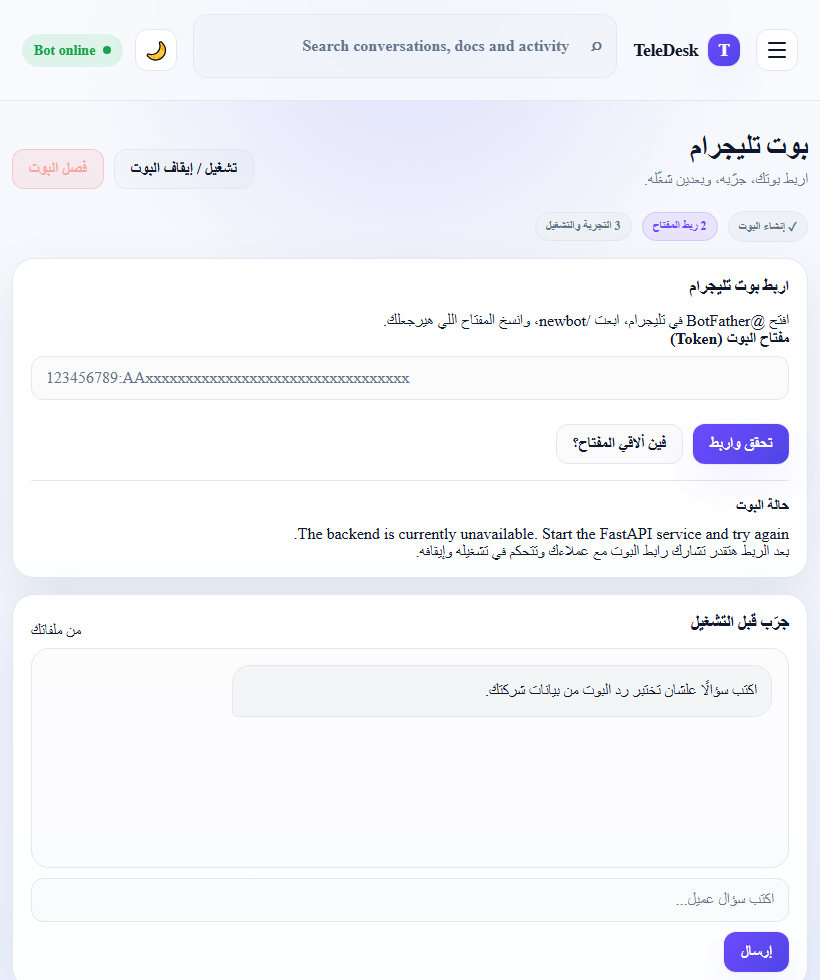 T TeleDesk
Search conversations, docs and activity
Bot online
بوت تليجرام
اربط بوتك، جرّبه، وبعدين شغّله.
تشغيل / إيقاف البوت
فصل البوت
✓ إنشاء البوت
2 ربط المفتاح
3 التجربة والتشغيل
اربط بوت تليجرام
افتح @BotFather في تليجرام، ابعت /newbot، وانسخ المفتاح اللي هيرجعلك.
مفتاح البوت (Token)
123456789:AAxxxxxxxxxxxxxxxxxxxxxxxxxxxxxxxxx
تحقق واربط
فين ألاقي المفتاح؟
حالة البوت
The backend is currently unavailable. Start the FastAPI service and try again.
بعد الربط هتقدر تشارك رابط البوت مع عملاءك وتتحكم في تشغيله وإيقافه.
جرّب قبل التشغيل
من ملفاتك
اكتب سؤالًا علشان تختبر رد البوت من بيانات شركتك.
اكتب سؤال عميل...
إرسال